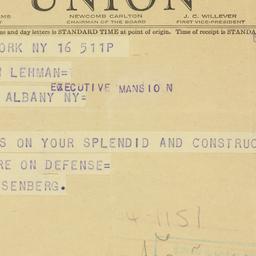 UNION
NEWCOMB CARLTON J. C. WILLEVER
CHAIRMAN OF THE BOARD FIRST VICE-PRESIDENT
ms and day letters is STANDARD TIME at point of origin. Time of receipt is STANDA
ORK NY 16 511P
LEHMAN=
EXECUTIVE MANSION
ALBANY NY=
S ON YOUR SPLENDID AND CONSTRUC
RE ON DEFENSE=
SENBERG.
4-1151